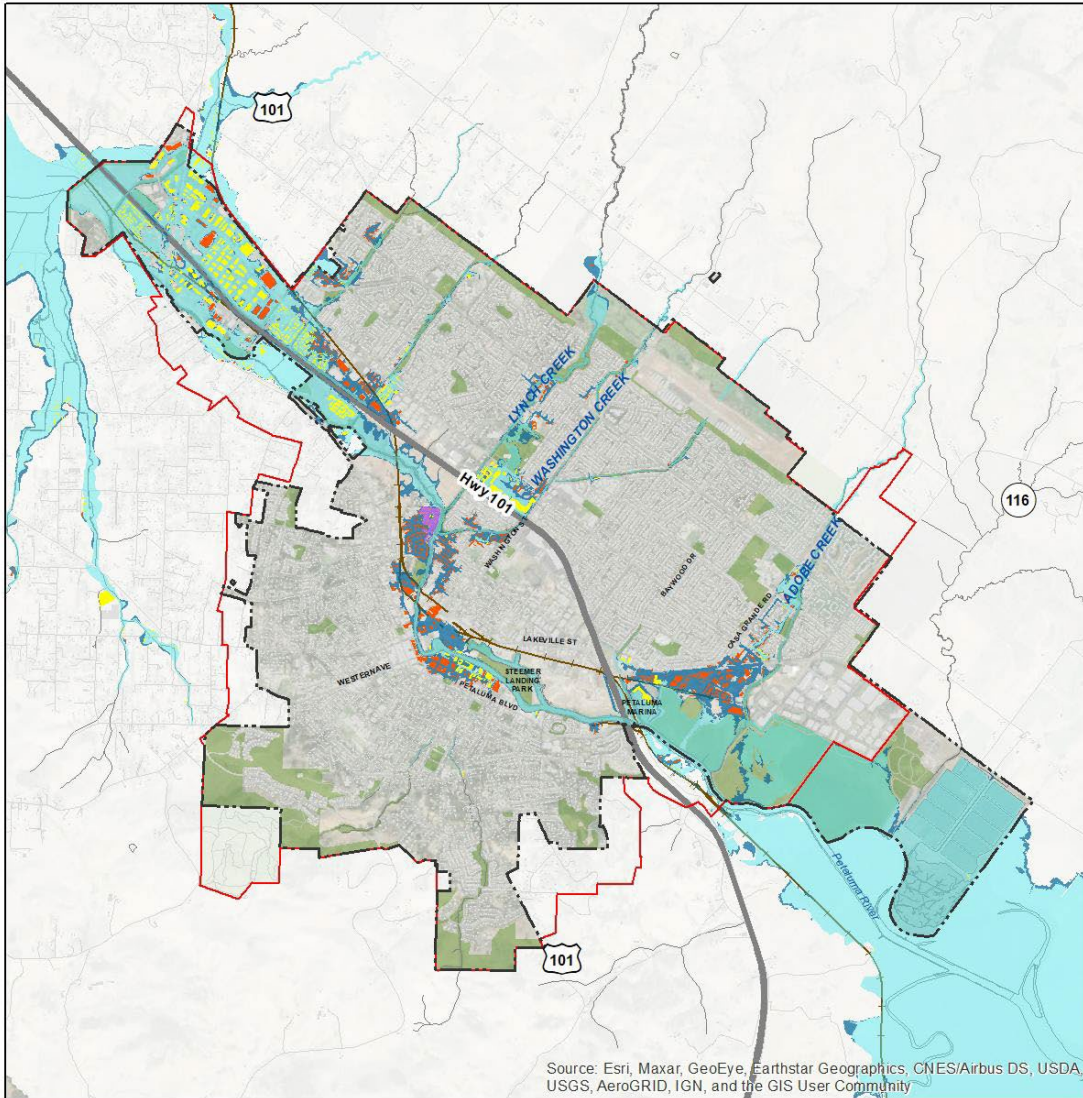 101
LYNCH CREEK
WASHINGTON CREEK
Hwy 101
116
WASHINGTON ST
BAYWOOD DR
ADOBE CREEK
CASA GRANDE RD
LAKEVILLE ST
WESTERN AVE
STEEMER
LANDING
PARK
PETALUMA BLVD
PETALUMA
MARINA
Petaluma River
101
Source: Esri, Maxar, GeoEye, Earthstar Geographics, CNES/Airbus DS, USDA,
USGS, AeroGRID, IGN, and the GIS User Community